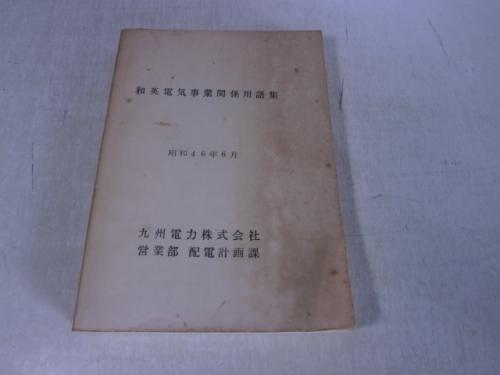 和英電気事業関係用語集
昭和46年6月
九州電力株式会社
営業部 配電計画課